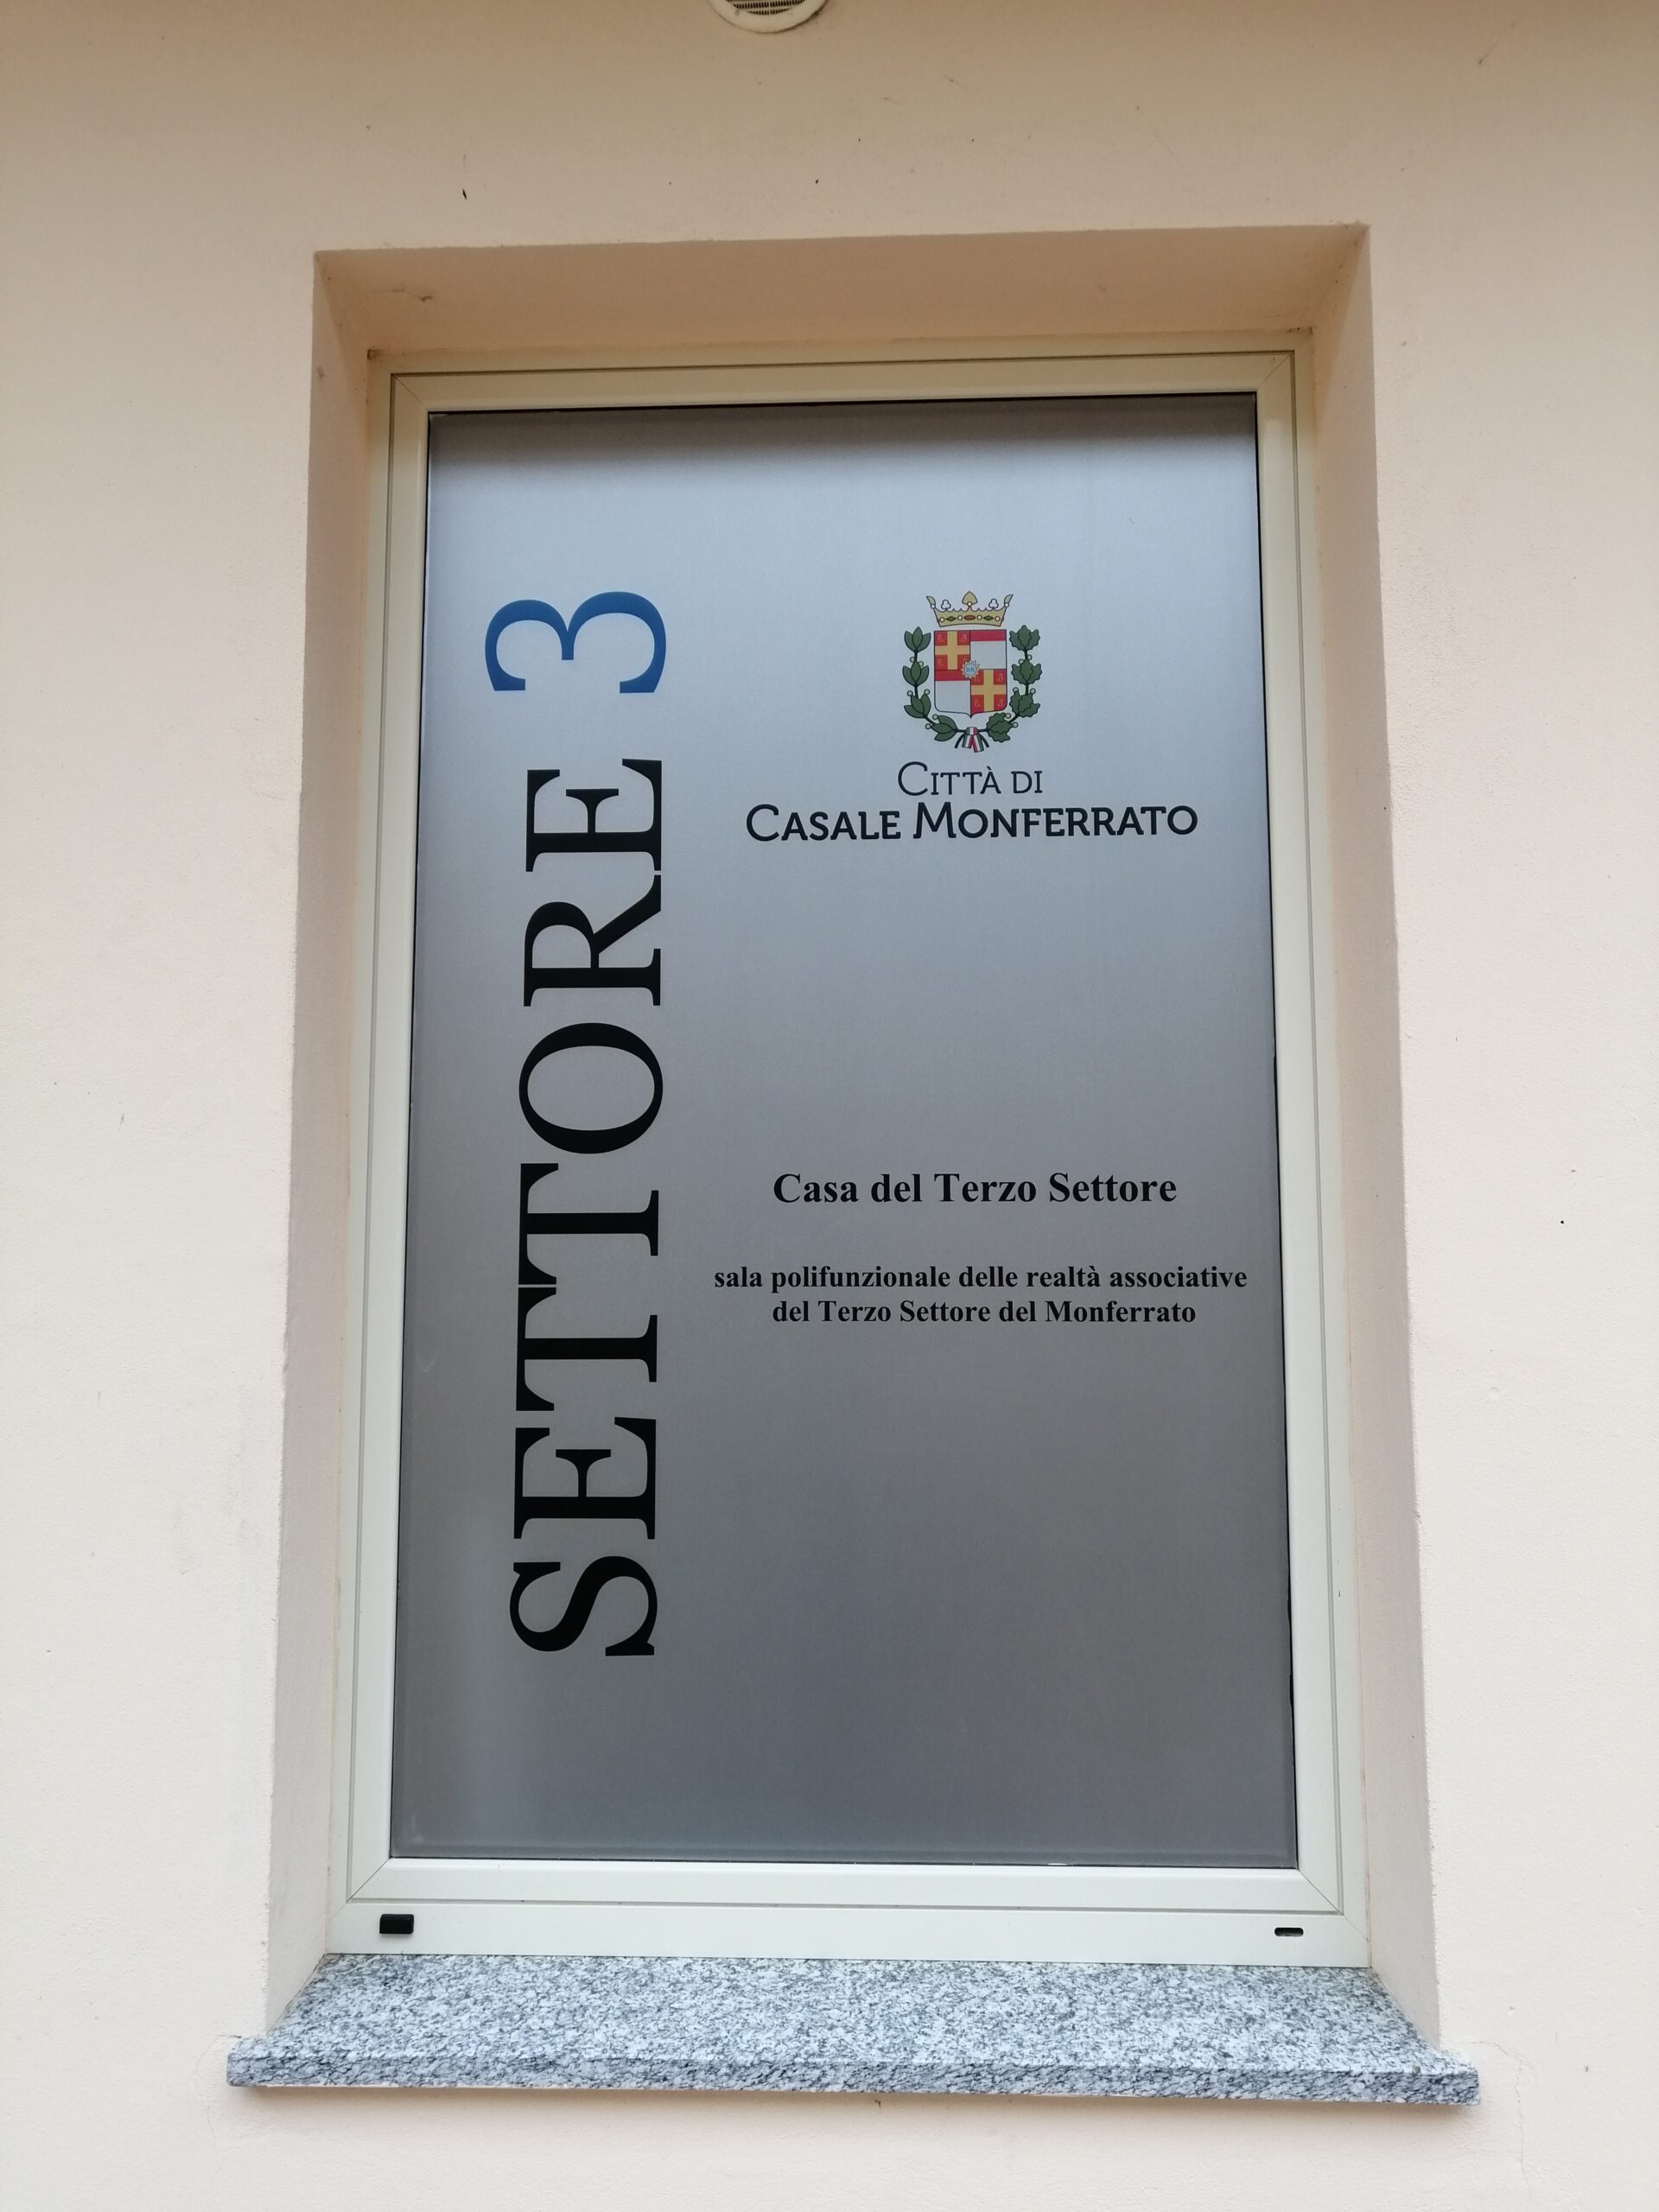 SETTORE 3
CITTÀ DI
CASALE MONFERRATO
Casa del Terzo Settore
sala polifunzionale delle realtà associative
del Terzo Settore del Monferrato